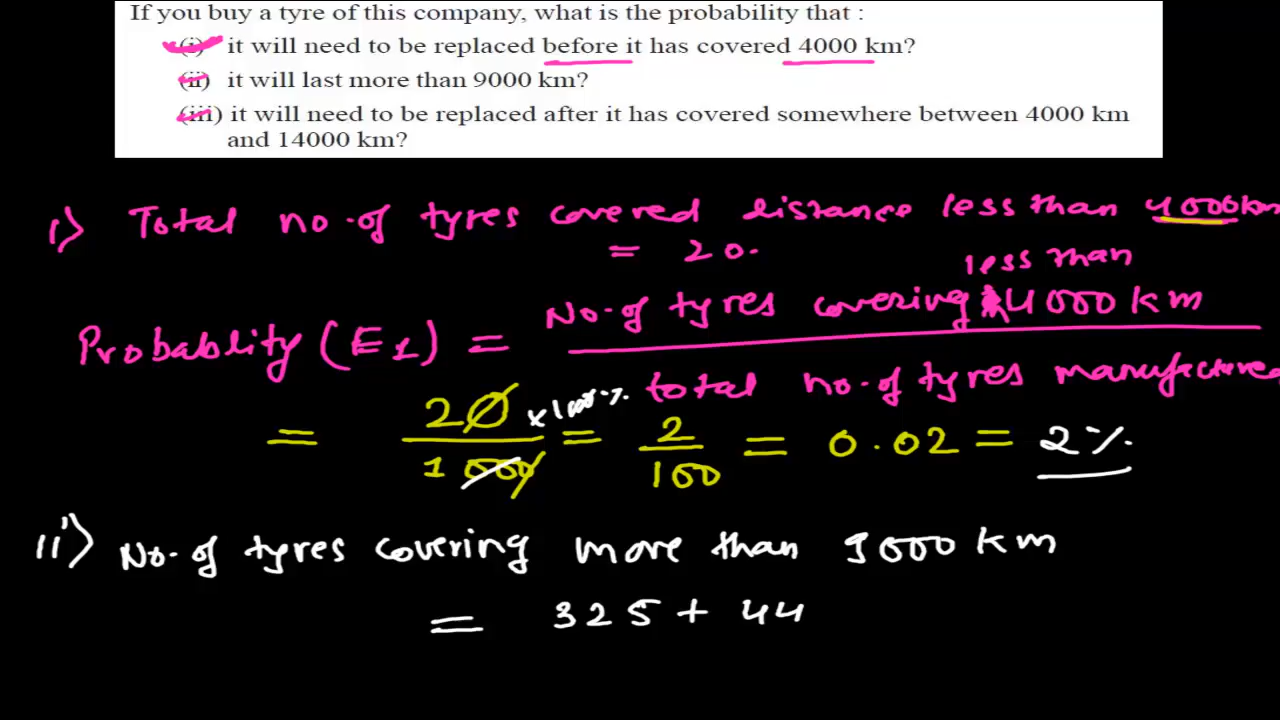 If you buy a tyre of this company, what is the probability that :
(i) it will need to be replaced before it has covered 4000 km?
(ii) it will last more than 9000 km?
(iii) it will need to be replaced after it has covered somewhere between 4000 km
and 14000 km?
1) Total no. of tyres covered distance less than 4000km
= 20.
less than
Probablity (E1) = No. of tyres covering 4000 km
total no. of tyres manufactured
= 20/1000 x 100% = 2/100 = 0.02 = 2%
ii) No. of tyres covering more than 9000 km
= 325 + 44